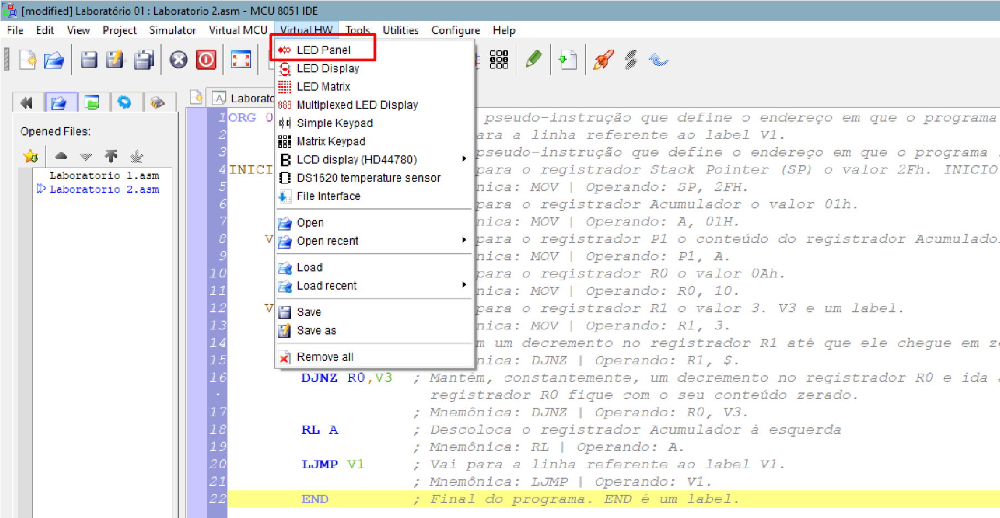 [modified] Laboratório 01 : Laboratorio 2.asm - MCU 8051 IDE
File Edit View Project Simulator Virtual MCU Virtual HW Tools Utilities Configure Help
LED Panel
LED Display
LED Matrix
Multiplexed LED Display
Simple Keypad
Matrix Keypad
LCD display (HD44780)
DS1620 temperature sensor
File Interface
Open
Open recent
Load
Load recent
Save
Save as
Remove all
Opened Files:
Laboratorio 1.asm
Laboratorio 2.asm
Laborato
1 ORG 0 pseudo-instrução que define o endereço em que o programa
2 ara a linha referente ao label V1.
3 pseudo-instrução que define o endereço em que o programa
4 INICI para o registrador Stack Pointer (SP) o valor 2Fh. INICIO
5 nica: MOV | Operando: SP, 2FH.
6 para o registrador Acumulador o valor 01h.
7 nica: MOV | Operando: A, 01H.
8 V para o registrador P1 o conteúdo do registrador Acumulado
9 nica: MOV | Operando: P1, A.
10 para o registrador R0 o valor 0Ah.
11 nica: MOV | Operando: R0, 10.
12 V para o registrador R1 o valor 3. V3 e um label.
13 nica: MOV | Operando: R1, 3.
14 m um decremento no registrador R1 até que ele chegue em z
15 nica: DJNZ | Operando: R1, $.
16 DJNZ R0,V3 ; Mantém, constantemente, um decremento no registrador R0 e ida
registrador R0 fique com o seu conteúdo zerado.
17 ; Mnemônica: DJNZ | Operando: R0, V3.
18 RL A ; Descoloca o registrador Acumulador à esquerda
19 ; Mnemônica: RL | Operando: A.
20 LJMP V1 ; Vai para a linha referente ao label V1.
21 ; Mnemônica: LJMP | Operando: V1.
22 END ; Final do programa. END é um label.